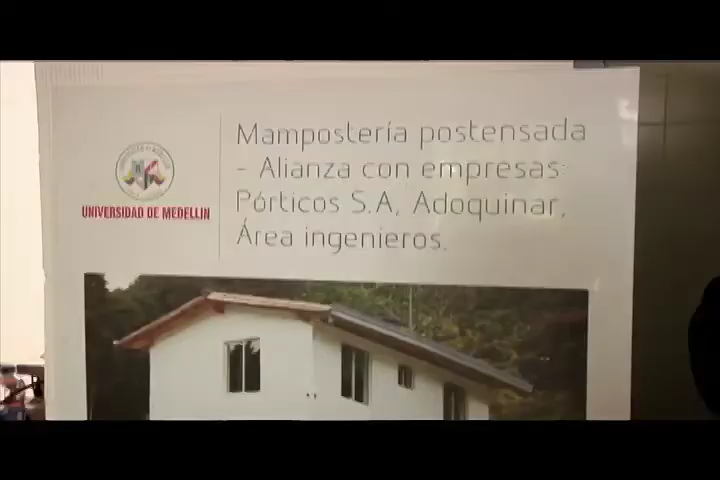 Mampostería postensada
- Alianza con empresas:
Pórticos S.A, Adoquinar,
Área ingenieros.
UNIVERSIDAD DE MEDELLIN